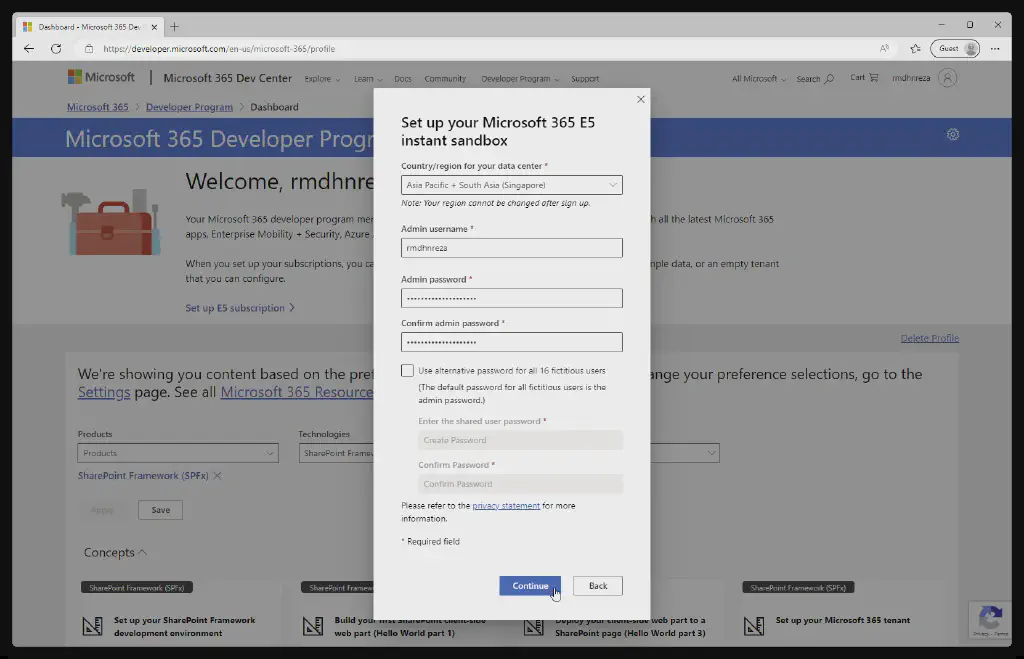 Dashboard - Microsoft 365 Dev
https://developer.microsoft.com/en-us/microsoft-365/profile
Guest
Microsoft | Microsoft 365 Dev Center Explore Learn Docs Community Developer Program Support All Microsoft Search Cart rmdhnreza
Microsoft 365 > Developer Program > Dashboard
Microsoft 365 Developer Progr
Welcome, rmdhnre
Your Microsoft 365 developer program mem
h all the latest Microsoft 365
apps, Enterprise Mobility + Security, Azure
When you set up your subscriptions, you ca
mple data, or an empty tenant
that you can configure.
Set up E5 subscription >
Delete Profile
We're showing you content based on the pref
nge your preference selections, go to the
Settings page. See all Microsoft 365 Resource
Products
Products
Technologies
SharePoint Framew
SharePoint Framework (SPFx)
Apply
Save
Concepts
SharePoint Framework (SPFx)
Set up your SharePoint Framework
development environment
SharePoint Framew
Build your first SharePoint client-side
web part (Hello World part 1)
Deploy your client-side web part to a
SharePoint page (Hello World part 3)
SharePoint Framework (SPFx)
Set up your Microsoft 365 tenant
Privacy - Terms
Set up your Microsoft 365 E5
instant sandbox
Country/region for your data center *
Asia Pacific + South Asia (Singapore)
Note: Your region cannot be changed after sign up.
Admin username *
rmdhnreza
Admin password *
Confirm admin password *
Use alternative password for all 16 fictitious users
(The default password for all fictitious users is the
admin password.)
Enter the shared user password *
Create Password
Confirm Password *
Confirm Password
Please refer to the privacy statement for more
information.
* Required field
Continue
Back